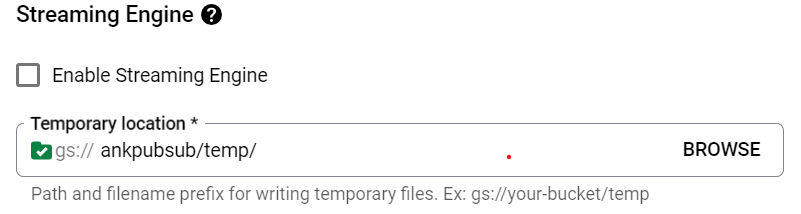 Streaming Engine ?
Enable Streaming Engine
Temporary location *
gs:// ankpubsub/temp/ BROWSE
Path and filename prefix for writing temporary files. Ex: gs://your-bucket/temp